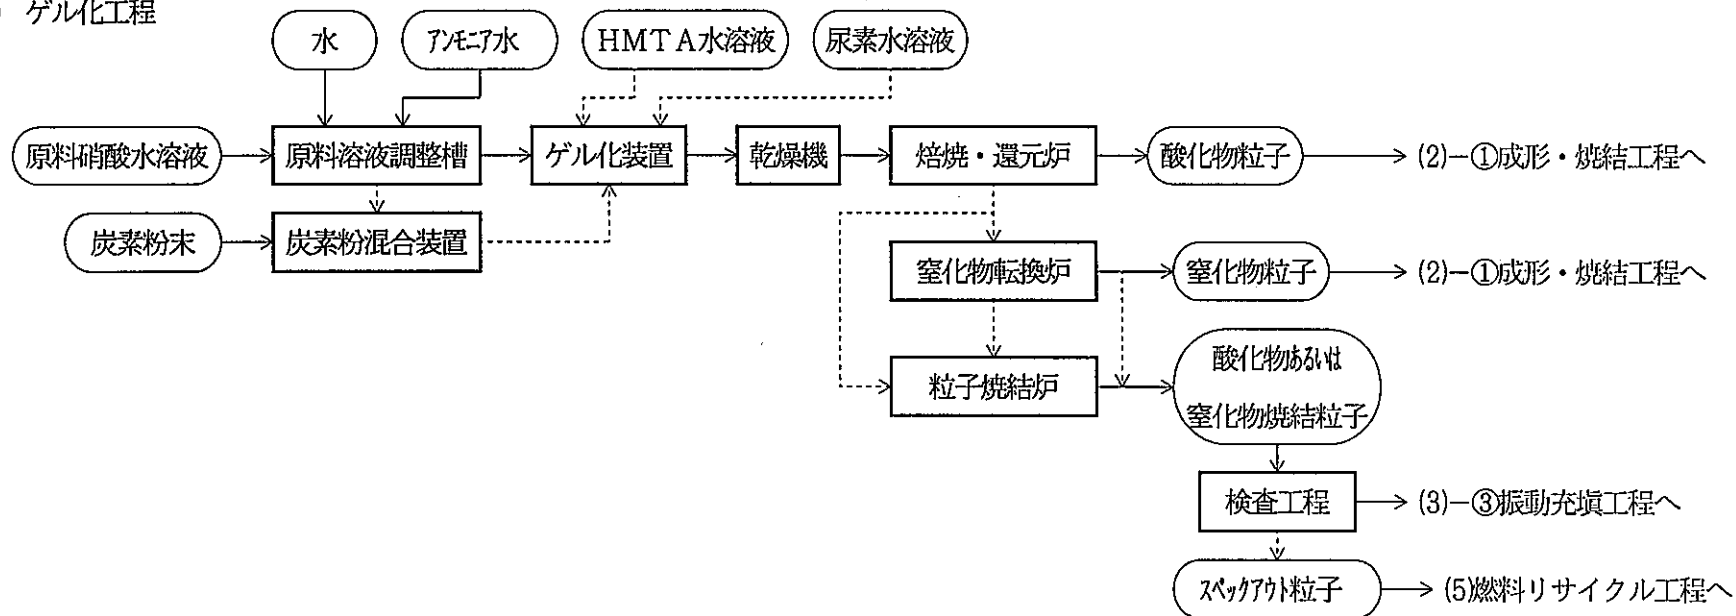 ゲル化工程
水
アンモニア水
HMTA水溶液
尿素水溶液
原料硝酸水溶液
原料溶液調整槽
ゲル化装置
乾燥機
焙焼・還元炉
酸化物粒子
(2)-①成形・焼結工程へ
炭素粉末
炭素粉混合装置
窒化物転換炉
窒化物粒子
(2)-①成形・焼結工程へ
粒子焼結炉
酸化物あるいは
窒化物焼結粒子
検査工程
(3)-③振動充塡工程へ
スペックアウト粒子
(5)燃料リサイクル工程へ